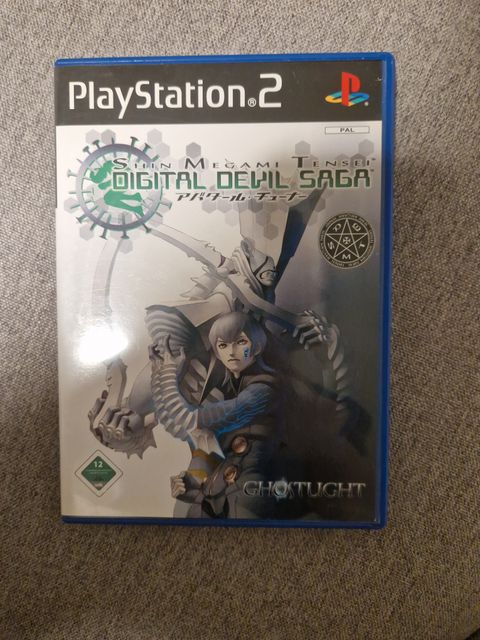 PlayStation®2
PAL
SHIN MEGAMI TENSEI
DIGITAL DEVIL SAGA
アバタール・チューナー
12
GHOSTLIGHT